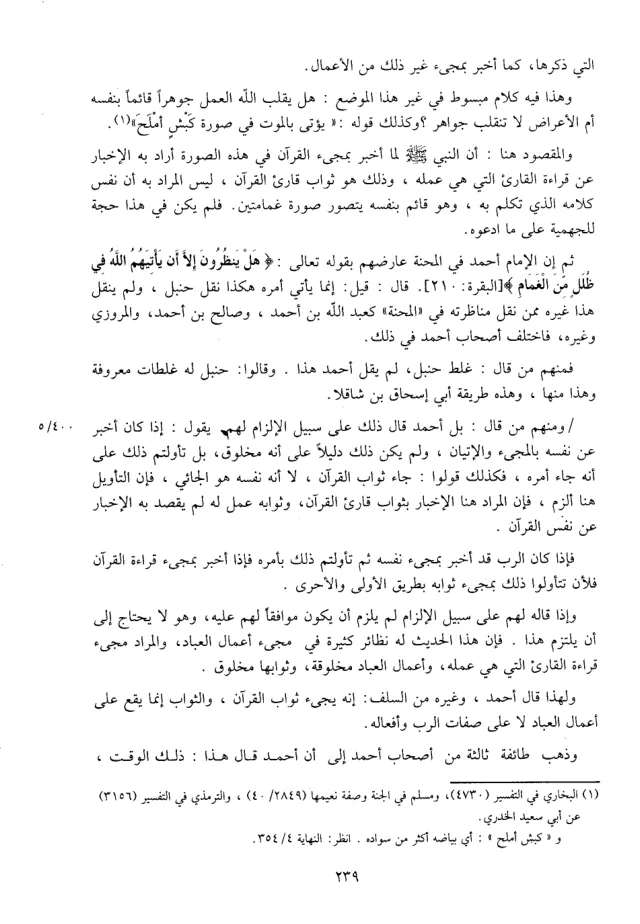 التي ذكرها، كما أخبر بمجىء غير ذلك من الأعمال.
وهذا فيه كلام مبسوط في غير هذا الموضع : هل يقلب الله العمل جوهراً قائماً بنفسه
أم الأعراض لا تنقلب جواهر ؟وكذلك قوله :« يؤتى بالموت في صورة كَبْشٍ أمْلَحَ»(١).
والمقصود هنا : أن النبي ﷺ لما أخبر بمجىء القرآن في هذه الصورة أراد به الإخبار
عن قراءة القارئ التي هي عمله ، وذلك هو ثواب قارئ القرآن ، ليس المراد به أن نفس
كلامه الذي تكلم به ، وهو قائم بنفسه يتصور صورة غمامتين. فلم يكن في هذا حجة
للجهمية على ما ادعوه.
ثم إن الإمام أحمد في المحنة عارضهم بقوله تعالى :﴿ هَلْ يَنظُرُونَ إِلاَّ أَن يَأْتِيَهُمُ اللَّهُ فِي
ظُلَلٍ مِّنَ الْغَمَامِ ﴾[البقرة: ٢١٠]. قال : قيل: إنما يأتي أمره هكذا نقل حنبل ، ولم ينقل
هذا غيره ممن نقل مناظرته في «المحنة» كعبد الله بن أحمد ، وصالح بن أحمد، والمروزي
وغيره، فاختلف أصحاب أحمد في ذلك.
فمنهم من قال : غلط حنبل، لم يقل أحمد هذا . وقالوا: حنبل له غلطات معروفة
وهذا منها ، وهذه طريقة أبي إسحاق بن شاقلا.
/ومنهم من قال : بل أحمد قال ذلك على سبيل الإلزام لهم. يقول : إذا كان أخبر ٥/٤٠٠
عن نفسه بالمجىء والإتيان ، ولم يكن ذلك دليلاً على أنه مخلوق، بل تأولتم ذلك على
أنه جاء أمره ، فكذلك قولوا : جاء ثواب القرآن ، لا أنه نفسه هو الجائي ، فإن التأويل
هنا ألزم ، فإن المراد هنا الإخبار بثواب قارئ القرآن، وثوابه عمل له لم يقصد به الإخبار
عن نفس القرآن .
فإذا كان الرب قد أخبر بمجىء نفسه ثم تأولتم ذلك بأمره فإذا أخبر بمجىء قراءة القرآن
فلأن تتأولوا ذلك بمجىء ثوابه بطريق الأولى والأحرى .
وإذا قاله لهم على سبيل الإلزام لم يلزم أن يكون موافقاً لهم عليه، وهو لا يحتاج إلى
أن يلتزم هذا . فإن هذا الحديث له نظائر كثيرة في مجىء أعمال العباد، والمراد مجىء
قراءة القارئ التي هي عمله، وأعمال العباد مخلوقة، وثوابها مخلوق .
ولهذا قال أحمد ، وغيره من السلف: إنه يجىء ثواب القرآن ، والثواب إنما يقع على
أعمال العباد لا على صفات الرب وأفعاله.
وذهب طائفة ثالثة من أصحاب أحمد إلى أن أحمد قال هذا : ذلك الوقت ،
(١) البخاري في التفسير (٤٧٣٠)، ومسلم في الجنة وصفة نعيمها (٢٨٤٩/ ٤٠) ، والترمذي في التفسير (٣١٥٦)
عن أبي سعيد الخدري.
و « كبش أملح » : أي بياضه أكثر من سواده . انظر: النهاية ٣٥٤/٤.
٢٣٩